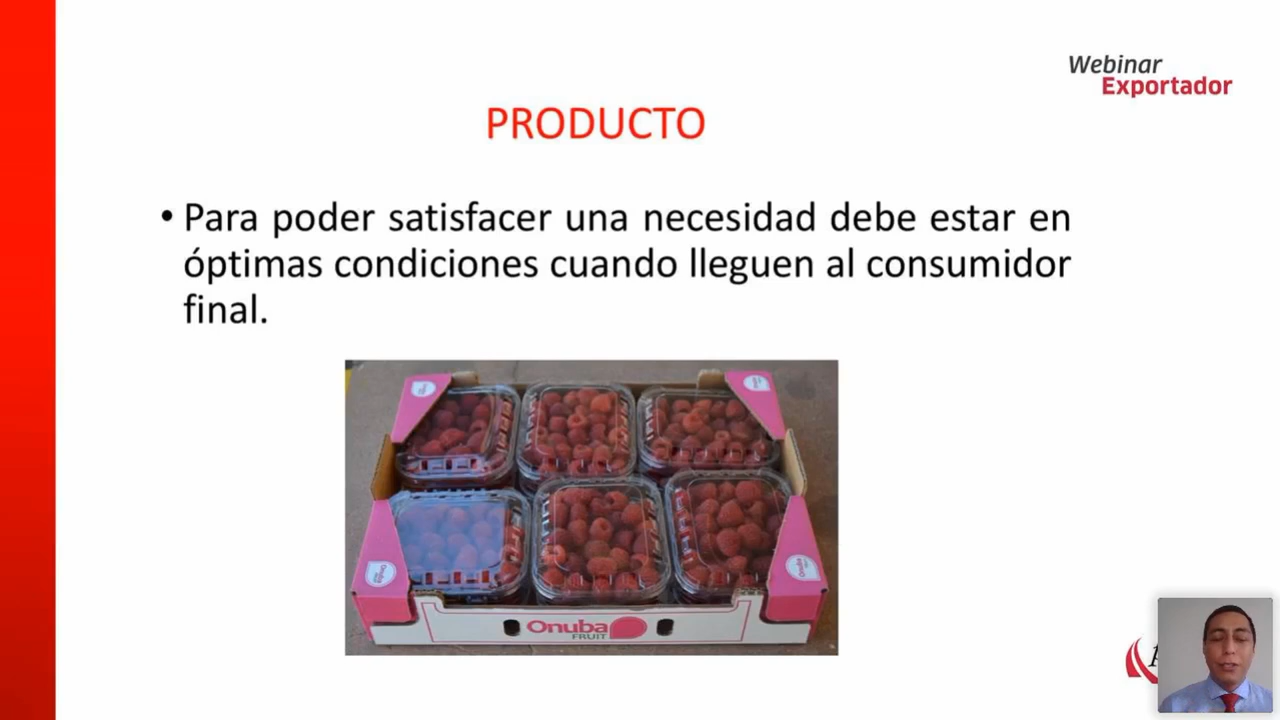 Webinar
Exportador
PRODUCTO
• Para poder satisfacer una necesidad debe estar en
óptimas condiciones cuando lleguen al consumidor
final.
Onuba
FRUIT